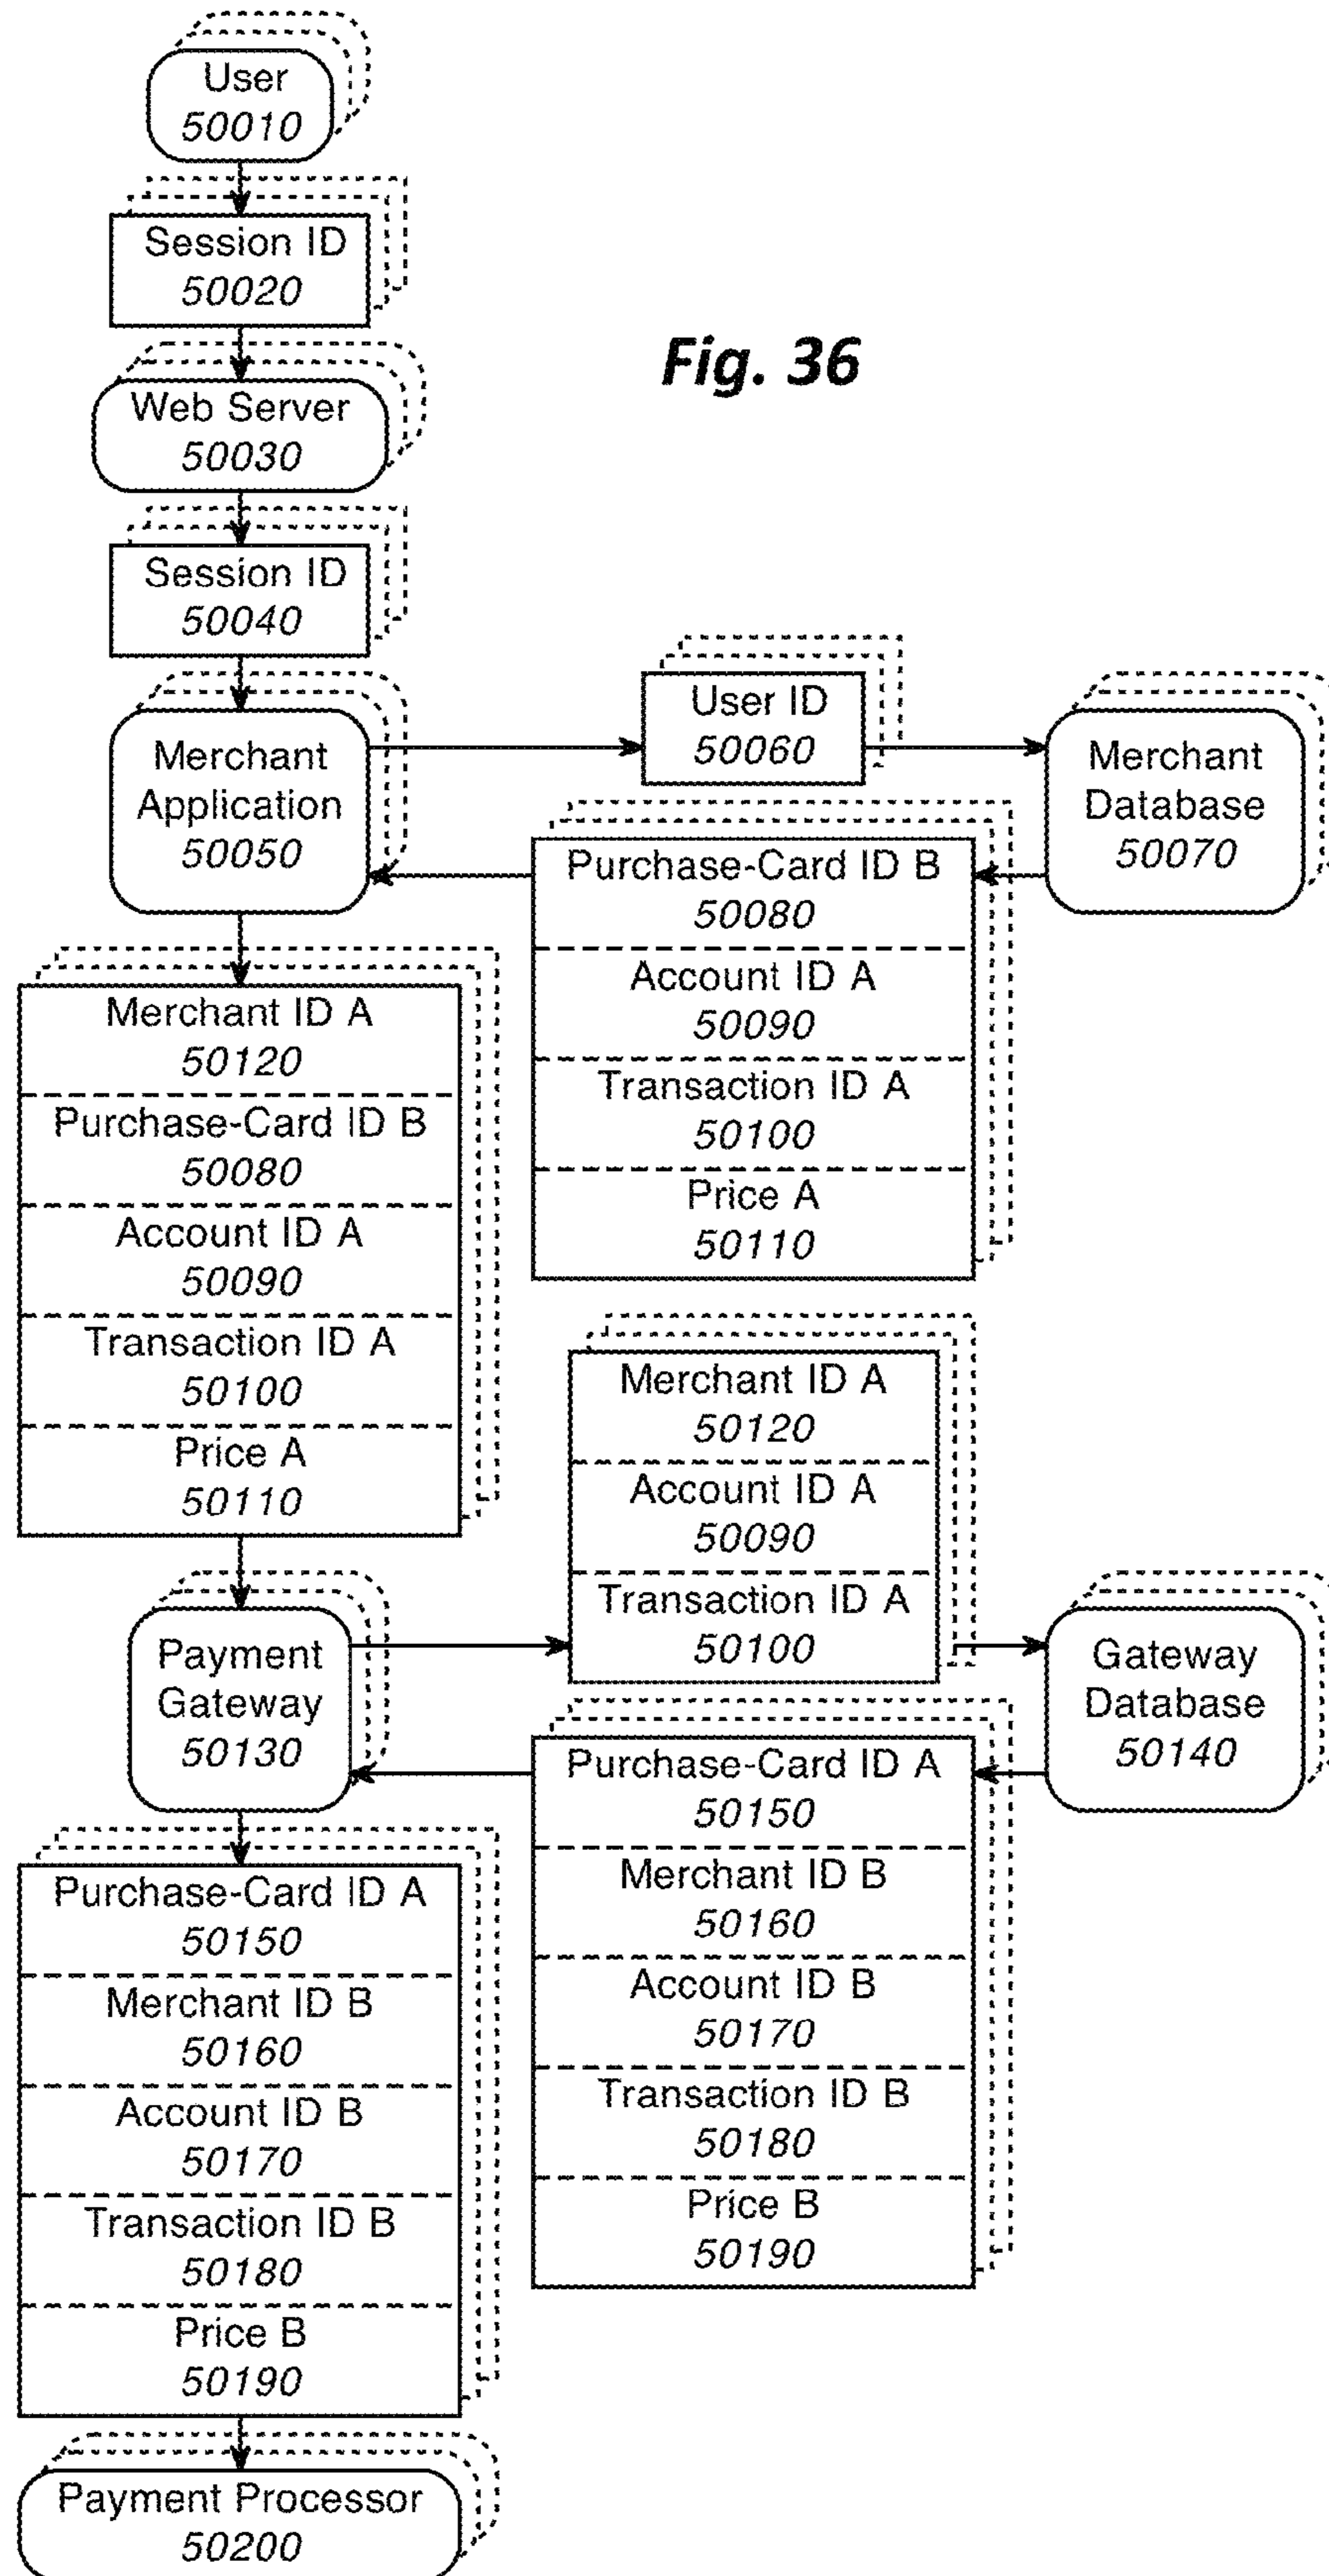 User
50010
Session ID
50020
Fig. 36
Web Server
50030
Session ID
50040
Merchant
Application
50050
User ID
50060
Merchant
Database
50070
Purchase-Card ID B
50080
Account ID A
50090
Transaction ID A
50100
Price A
50110
Merchant ID A
50120
Purchase-Card ID B
50080
Account ID A
50090
Transaction ID A
50100
Price A
50110
Merchant ID A
50120
Account ID A
50090
Transaction ID A
50100
Payment
Gateway
50130
Gateway
Database
50140
Purchase-Card ID A
50150
Merchant ID B
50160
Account ID B
50170
Transaction ID B
50180
Price B
50190
Purchase-Card ID A
50150
Merchant ID B
50160
Account ID B
50170
Transaction ID B
50180
Price B
50190
Payment Processor
50200